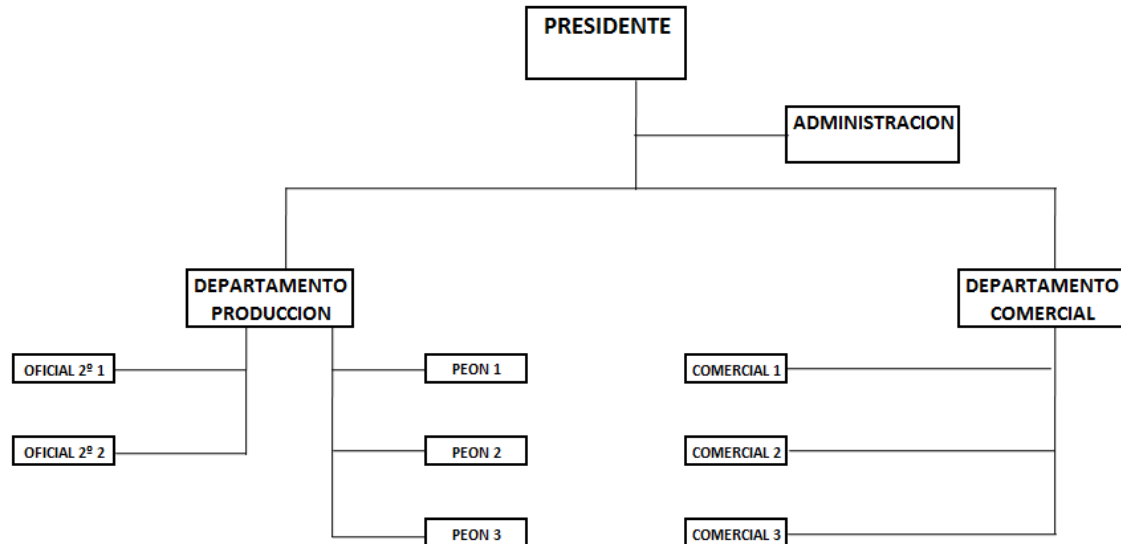 PRESIDENTE
ADMINISTRACION
DEPARTAMENTO
PRODUCCION
DEPARTAMENTO
COMERCIAL
OFICIAL 2º 1
PEON 1
COMERCIAL 1
OFICIAL 2º 2
PEON 2
COMERCIAL 2
PEON 3
COMERCIAL 3